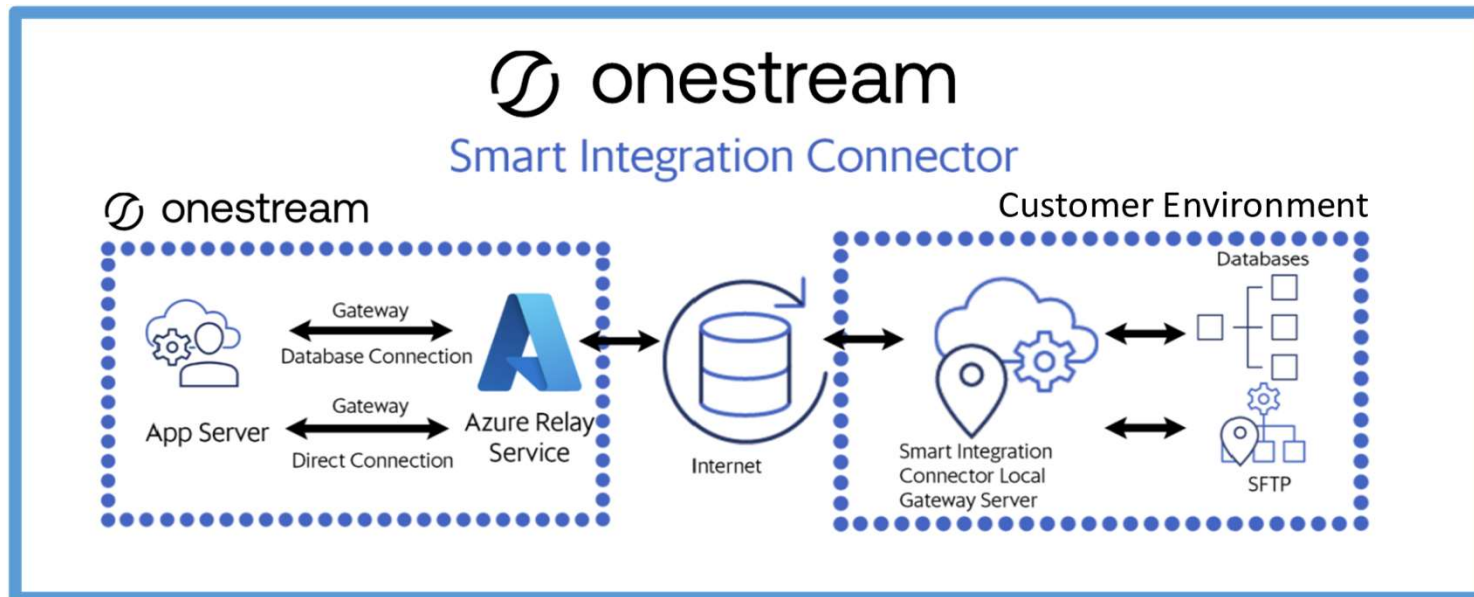 onestream
Smart Integration Connector
onestream
Customer Environment
Gateway
Database Connection
Gateway
Direct Connection
App Server
Azure Relay
Service
Internet
Smart Integration
Connector Local
Gateway Server
Databases
SFTP